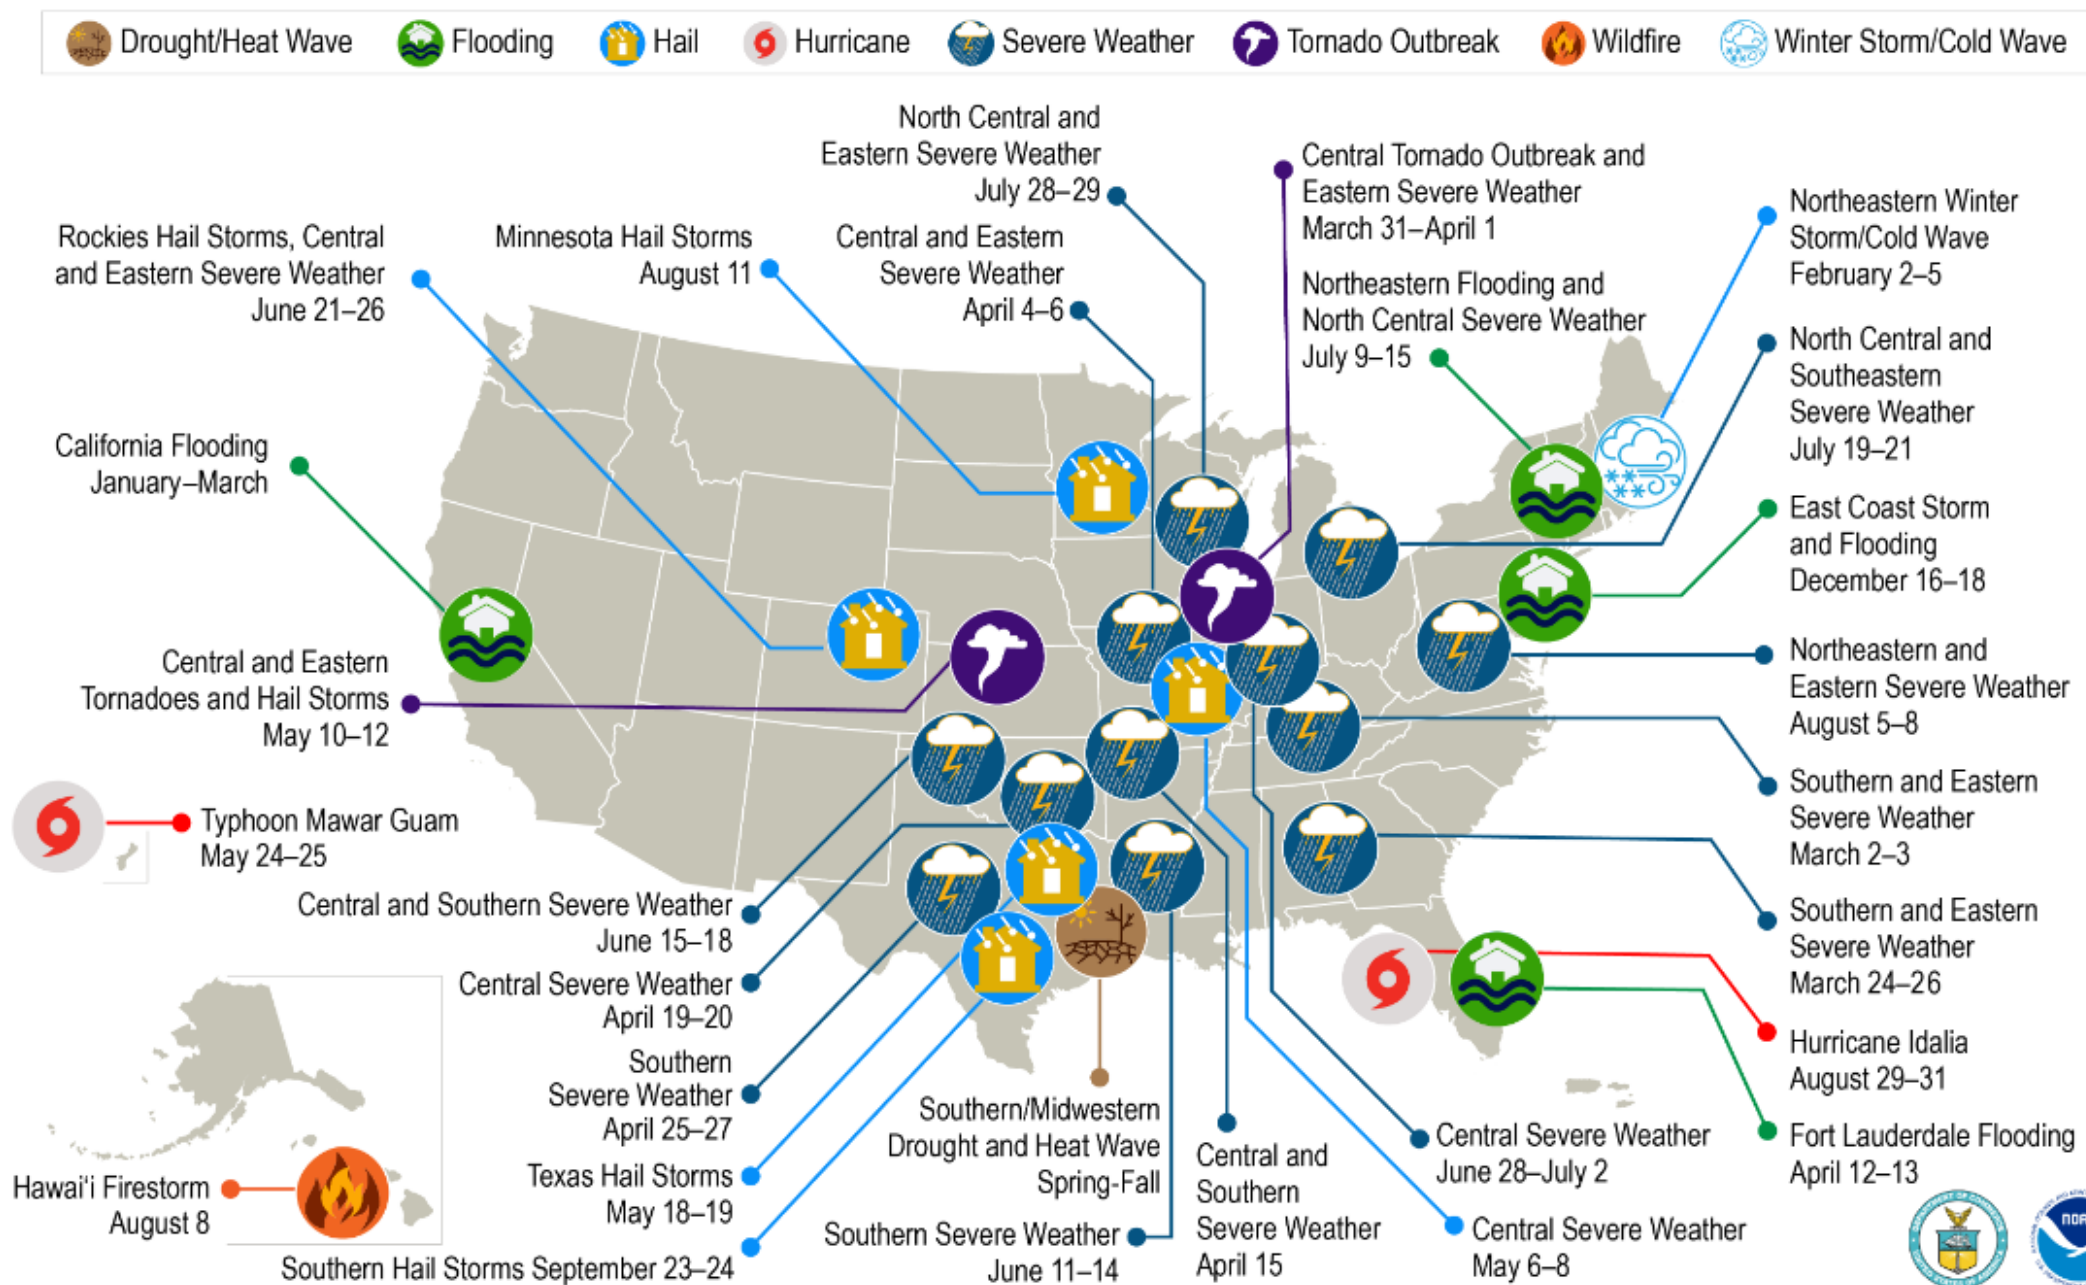 Drought/Heat Wave
Flooding
Hail
Hurricane
Severe Weather
Tornado Outbreak
Wildfire
Winter Storm/Cold Wave
North Central and
Eastern Severe Weather
July 28–29
Central Tornado Outbreak and
Eastern Severe Weather
March 31–April 1
Northeastern Winter
Storm/Cold Wave
February 2–5
Rockies Hail Storms, Central
and Eastern Severe Weather
June 21–26
Minnesota Hail Storms
August 11
Central and Eastern
Severe Weather
April 4–6
Northeastern Flooding and
North Central Severe Weather
July 9–15
North Central and
Southeastern
Severe Weather
July 19–21
California Flooding
January–March
East Coast Storm
and Flooding
December 16–18
Central and Eastern
Tornadoes and Hail Storms
May 10–12
Northeastern and
Eastern Severe Weather
August 5–8
Typhoon Mawar Guam
May 24–25
Southern and Eastern
Severe Weather
March 2–3
Central and Southern Severe Weather
June 15–18
Southern and Eastern
Severe Weather
March 24–26
Central Severe Weather
April 19–20
Hurricane Idalia
August 29–31
Southern
Severe Weather
April 25–27
Southern/Midwestern
Drought and Heat Wave
Spring-Fall
Central and
Southern
Severe Weather
April 15
Central Severe Weather
June 28–July 2
Fort Lauderdale Flooding
April 12–13
Hawai'i Firestorm
August 8
Texas Hail Storms
May 18–19
Southern Severe Weather
June 11–14
Central Severe Weather
May 6–8
Southern Hail Storms September 23–24